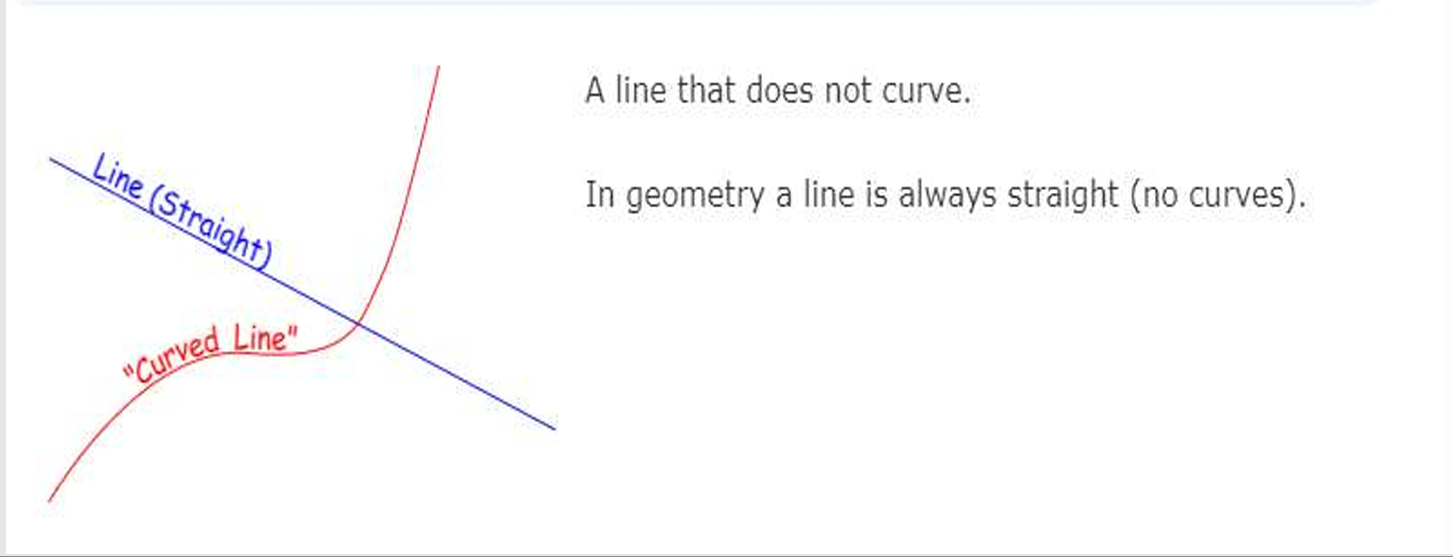 A line that does not curve.
Line (Straight)
In geometry a line is always straight (no curves).
"Curved Line"